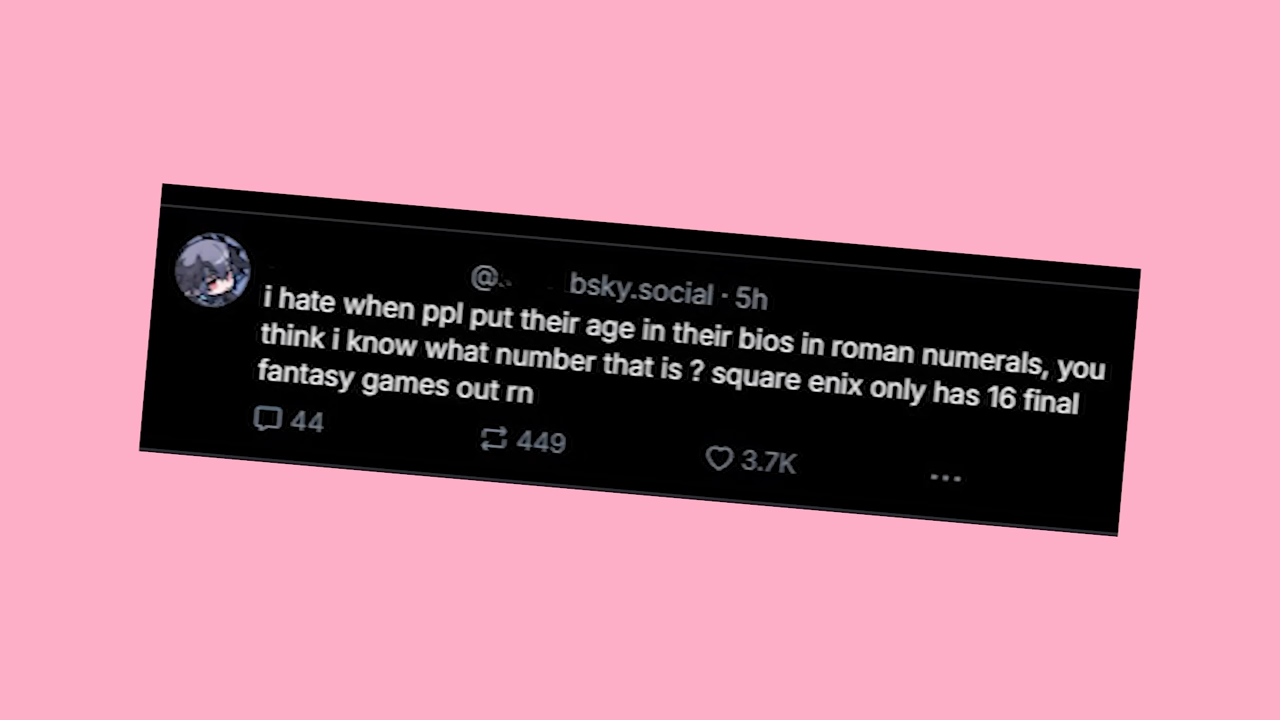 @ bsky.social · 5h
i hate when ppl put their age in their bios in roman numerals, you
think i know what number that is ? square enix only has 16 final
fantasy games out rn
44 449 3.7K